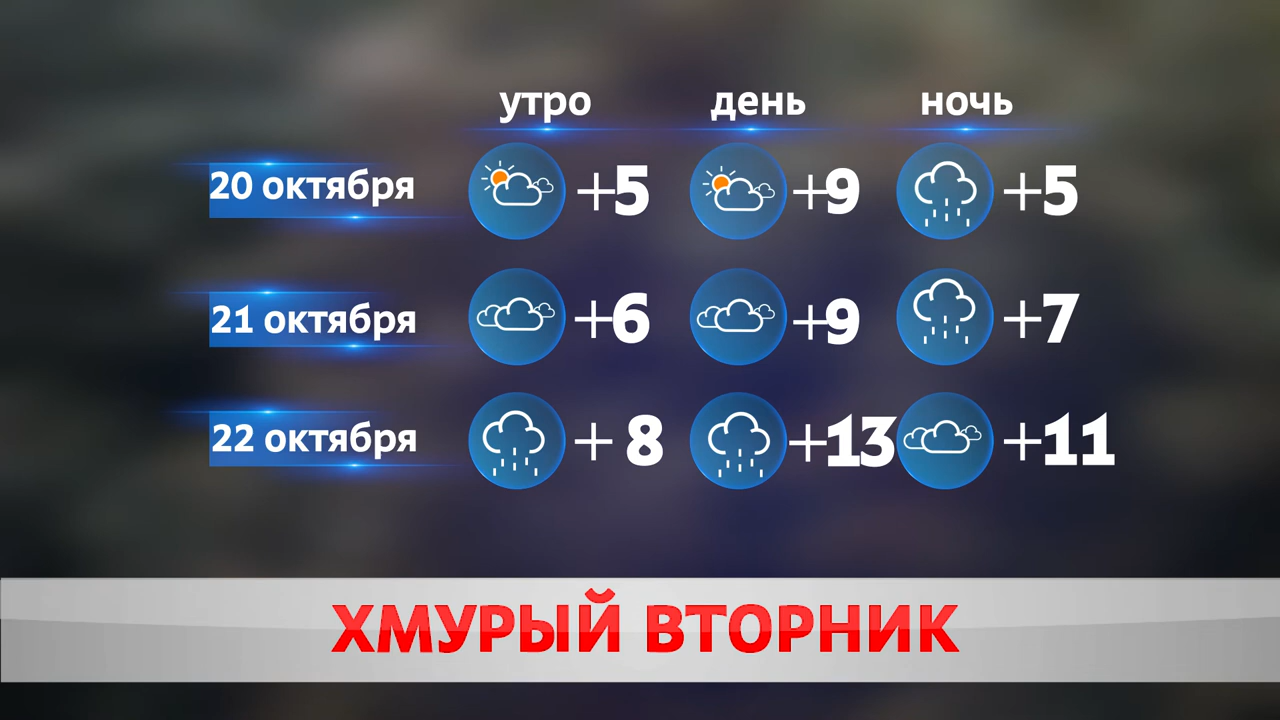 утро день ночь
20 октября +5 +9 +5
21 октября +6 +9 +7
22 октября + 8 +13 +11
ХМУРЫЙ ВТОРНИК